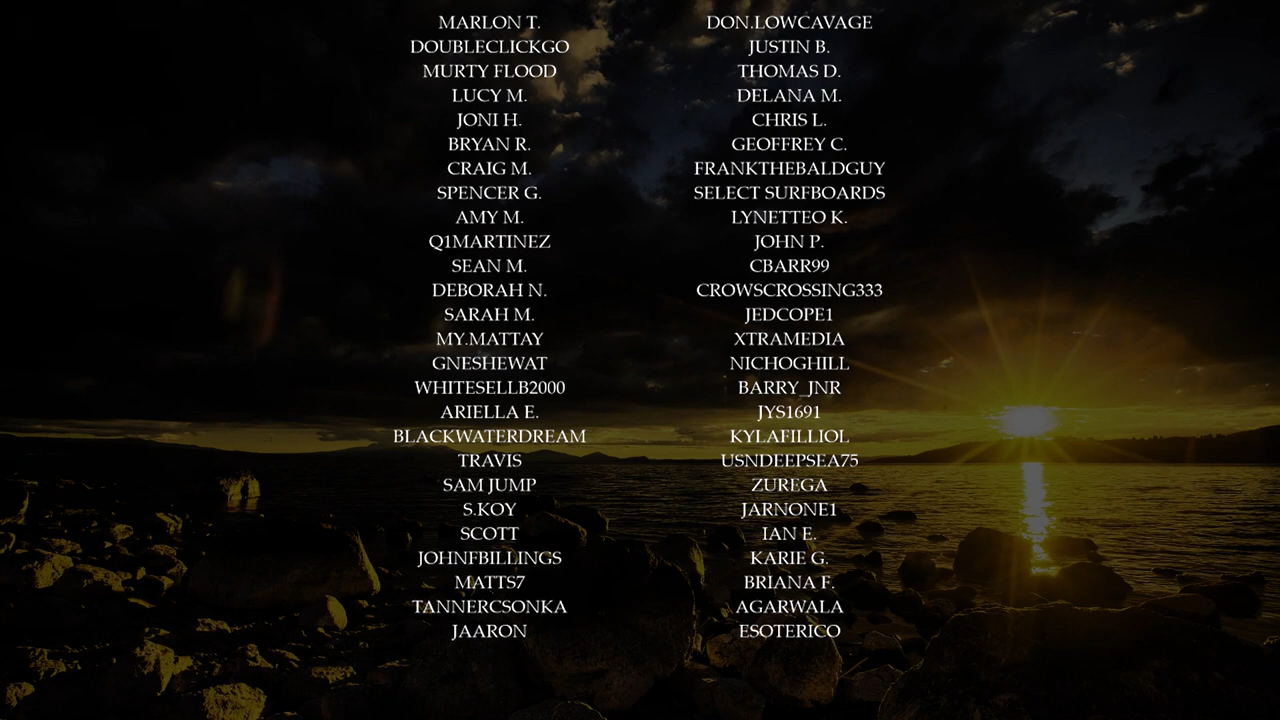 MARLON T.
DOUBLECLICKGO
MURTY FLOOD
LUCY M.
JONI H.
BRYAN R.
CRAIG M.
SPENCER G.
AMY M.
Q1MARTINEZ
SEAN M.
DEBORAH N.
SARAH M.
MY.MATTAY
GNESHEWAT
WHITESELLB2000
ARIELLA E.
BLACKWATERDREAM
TRAVIS
SAM JUMP
S.KOY
SCOTT
JOHNFBILLINGS
MATTS7
TANNERCSONKA
JAARON
DON.LOWCAVAGE
JUSTIN B.
THOMAS D.
DELANA M.
CHRIS L.
GEOFFREY C.
FRANKTHEBALDGUY
SELECT SURFBOARDS
LYNETTEO K.
JOHN P.
CBARR99
CROWSCROSSING333
JEDCOPE1
XTRAMEDIA
NICHOGHILL
BARRY_JNR
JYS1691
KYLAFILLIOL
USNDEEPSEA75
ZUREGA
JARNONE1
IAN E.
KARIE G.
BRIANA F.
AGARWALA
ESOTERICO